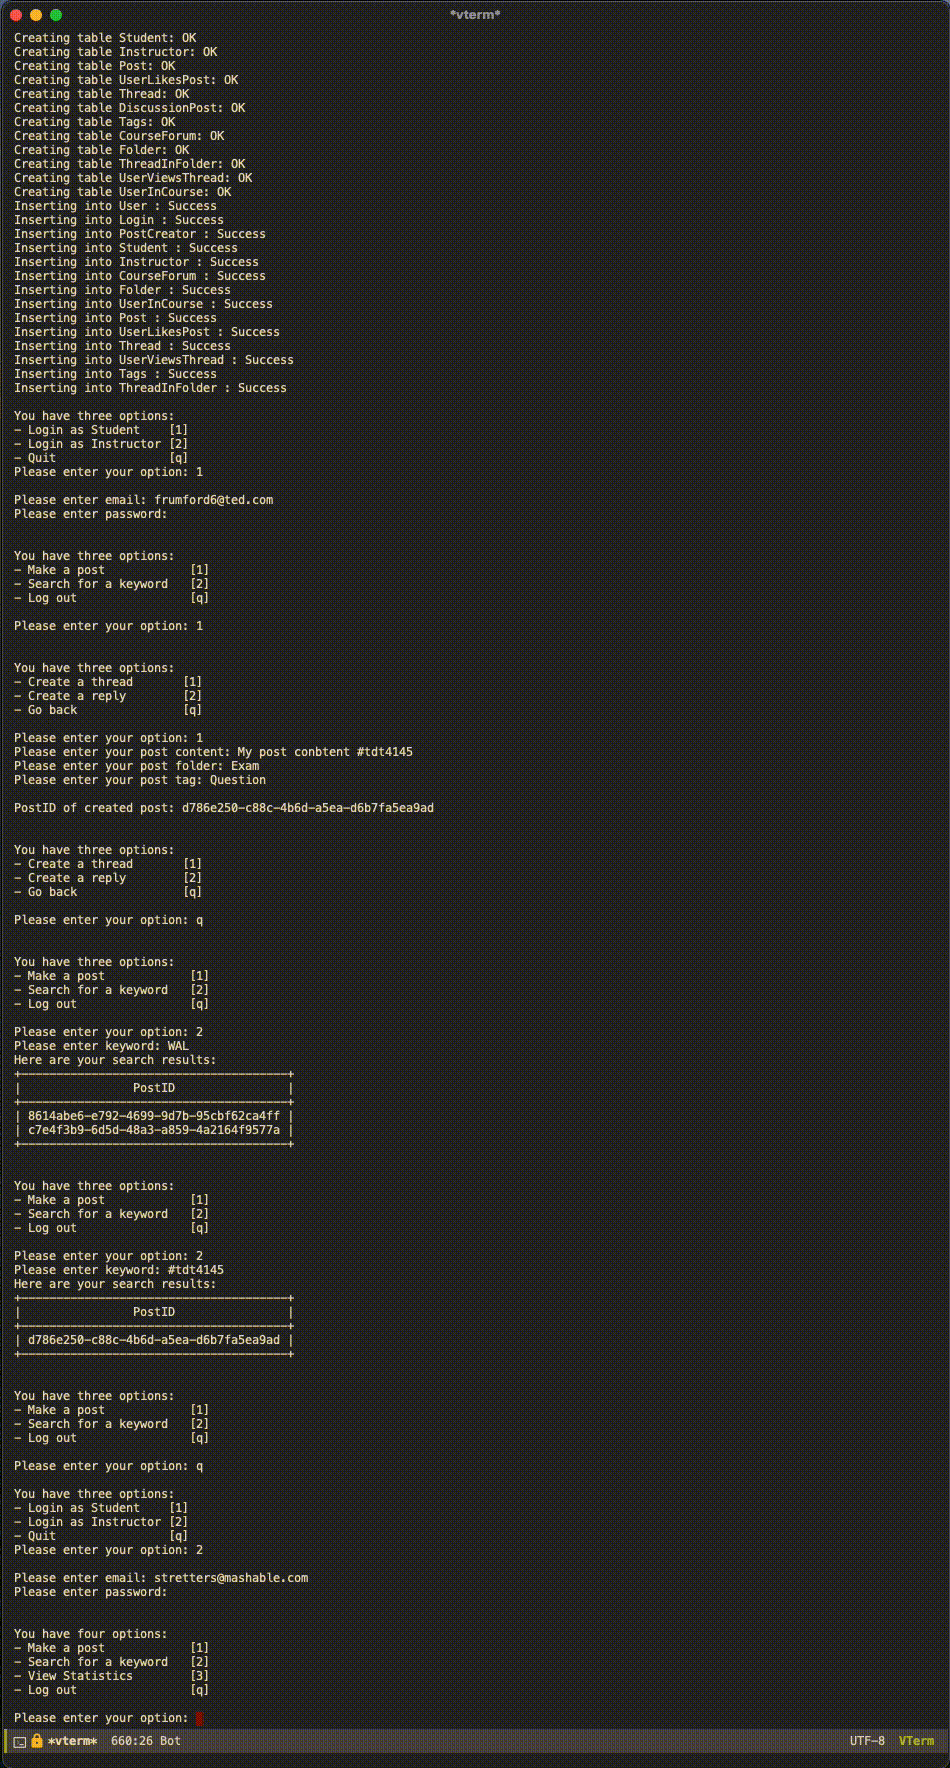 *vterm*
Creating table Student: OK
Creating table Instructor: OK
Creating table Post: OK
Creating table UserLikesPost: OK
Creating table Thread: OK
Creating table DiscussionPost: OK
Creating table Tags: OK
Creating table CourseForum: OK
Creating table Folder: OK
Creating table ThreadInFolder: OK
Creating table UserViewsThread: OK
Creating table UserInCourse: OK
Inserting into User : Success
Inserting into Login : Success
Inserting into PostCreator : Success
Inserting into Student : Success
Inserting into Instructor : Success
Inserting into CourseForum : Success
Inserting into Folder : Success
Inserting into UserInCourse : Success
Inserting into Post : Success
Inserting into UserLikesPost : Success
Inserting into Thread : Success
Inserting into UserViewsThread : Success
Inserting into Tags : Success
Inserting into ThreadInFolder : Success
You have three options:
- Login as Student    [1]
- Login as Instructor [2]
- Quit                [q]
Please enter your option: 1
Please enter email: frumford6@ted.com
Please enter password:
You have three options:
- Make a post            [1]
- Search for a keyword   [2]
- Log out                [q]
Please enter your option: 1
You have three options:
- Create a thread       [1]
- Create a reply        [2]
- Go back               [q]
Please enter your option: 1
Please enter your post content: My post conbtent #tdt4145
Please enter your post folder: Exam
Please enter your post tag: Question
PostID of created post: d786e250-c88c-4b6d-a5ea-d6b7fa5ea9ad
You have three options:
- Create a thread       [1]
- Create a reply        [2]
- Go back               [q]
Please enter your option: q
You have three options:
- Make a post            [1]
- Search for a keyword   [2]
- Log out                [q]
Please enter your option: 2
Please enter keyword: WAL
Here are your search results:
+--------------------------------------+
|                PostID                |
+--------------------------------------+
| 8614abe6-e792-4699-9d7b-95cbf62ca4ff |
| c7e4f3b9-6d5d-48a3-a859-4a2164f9577a |
+--------------------------------------+
You have three options:
- Make a post            [1]
- Search for a keyword   [2]
- Log out                [q]
Please enter your option: 2
Please enter keyword: #tdt4145
Here are your search results:
+--------------------------------------+
|                PostID                |
+--------------------------------------+
| d786e250-c88c-4b6d-a5ea-d6b7fa5ea9ad |
+--------------------------------------+
You have three options:
- Make a post            [1]
- Search for a keyword   [2]
- Log out                [q]
Please enter your option: q
You have three options:
- Login as Student    [1]
- Login as Instructor [2]
- Quit                [q]
Please enter your option: 2
Please enter email: stretters@mashable.com
Please enter password:
You have four options:
- Make a post            [1]
- Search for a keyword   [2]
- View Statistics        [3]
- Log out                [q]
Please enter your option:
*vterm*  660:26 Bot  UTF-8  VTerm